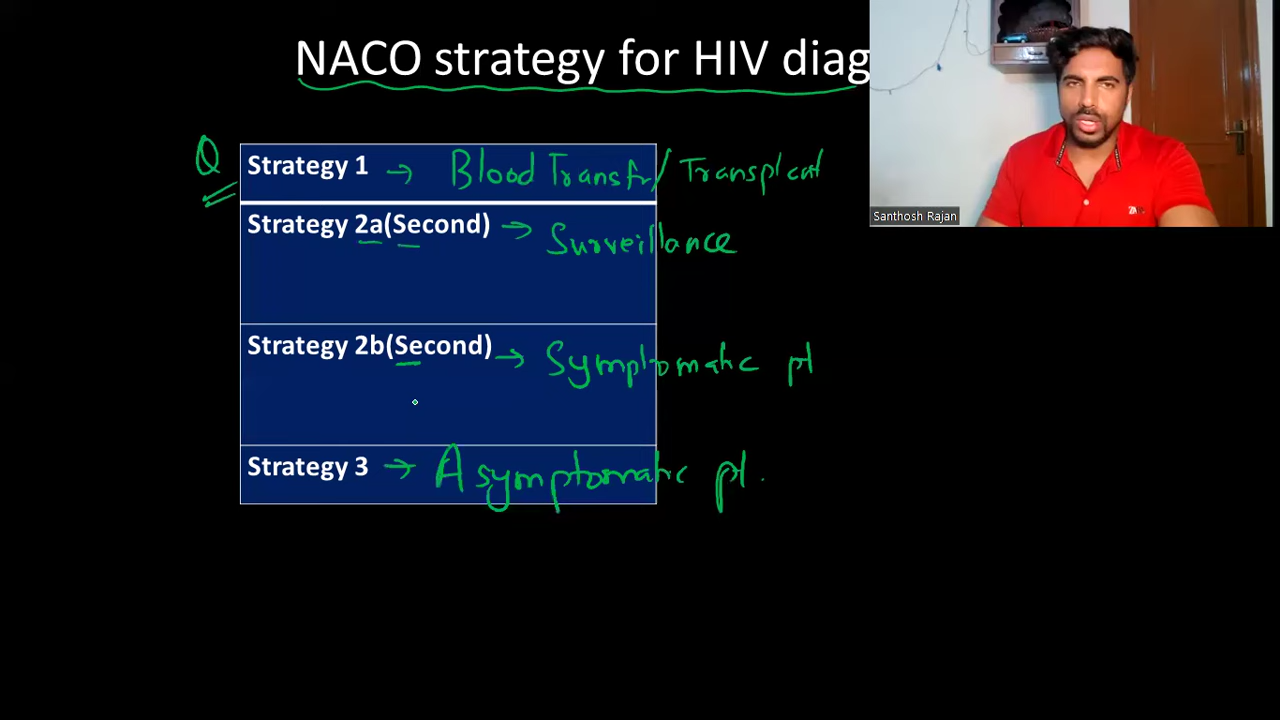 NACO strategy for HIV diag
Q
Strategy 1 → Blood Transfr/Transplant
Strategy 2a(Second) → Surveillance
Strategy 2b(Second) → Symptomatic pt
Strategy 3 → Asymptomatic pt.
Santhosh Rajan